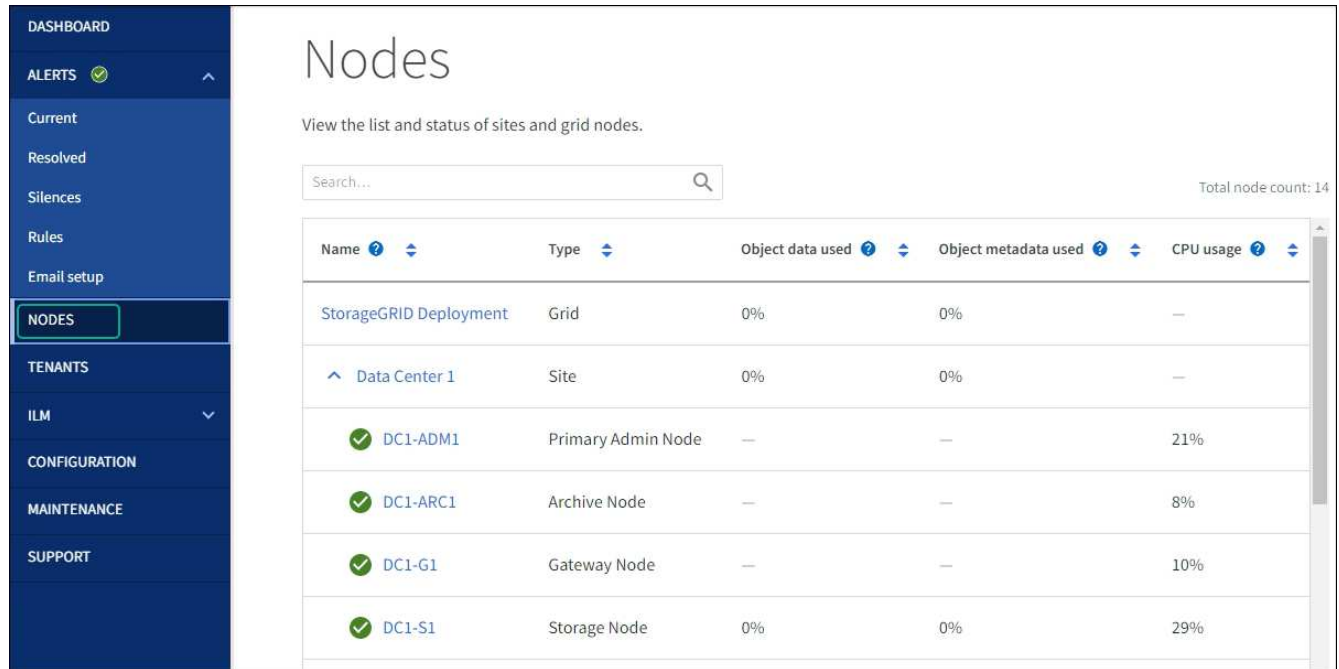 DASHBOARD
ALERTS
Current
Resolved
Silences
Rules
Email setup
NODES
TENANTS
ILM
CONFIGURATION
MAINTENANCE
SUPPORT
Nodes
View the list and status of sites and grid nodes.
Search...
Total node count: 14
Name ? Type Object data used ? Object metadata used ? CPU usage ?
StorageGRID Deployment Grid 0% 0% —
Data Center 1 Site 0% 0% —
DC1-ADM1 Primary Admin Node — — 21%
DC1-ARC1 Archive Node — — 8%
DC1-G1 Gateway Node — — 10%
DC1-S1 Storage Node 0% 0% 29%